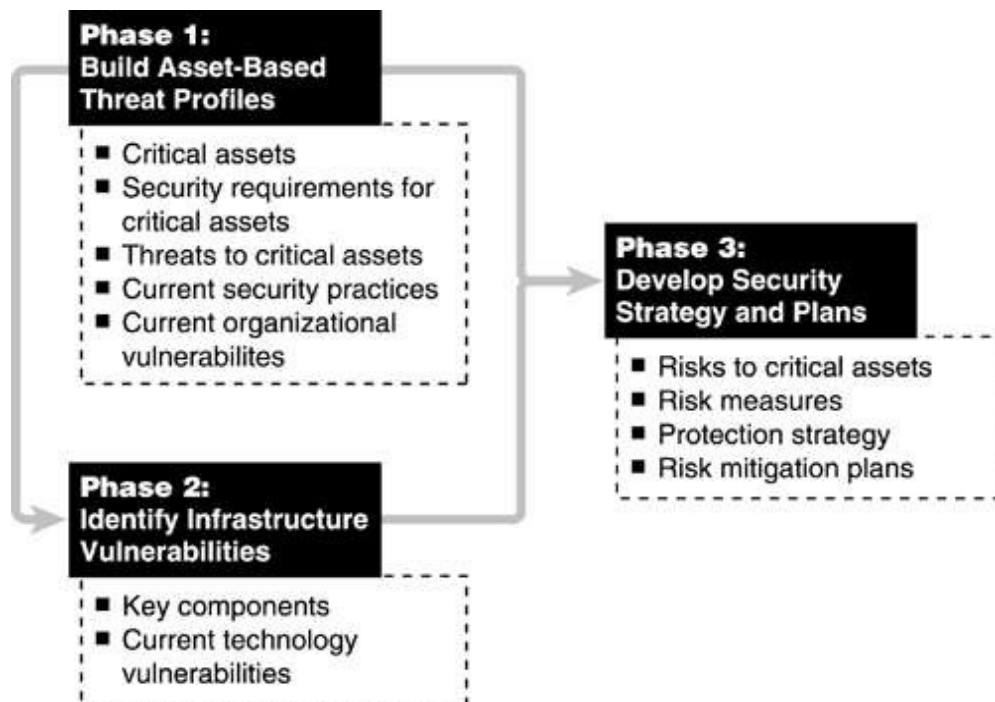 Phase 1:
Build Asset-Based
Threat Profiles
■ Critical assets
■ Security requirements for
critical assets
■ Threats to critical assets
■ Current security practices
■ Current organizational
vulnerabilites
Phase 2:
Identify Infrastructure
Vulnerabilities
■ Key components
■ Current technology
vulnerabilities
Phase 3:
Develop Security
Strategy and Plans
■ Risks to critical assets
■ Risk measures
■ Protection strategy
■ Risk mitigation plans